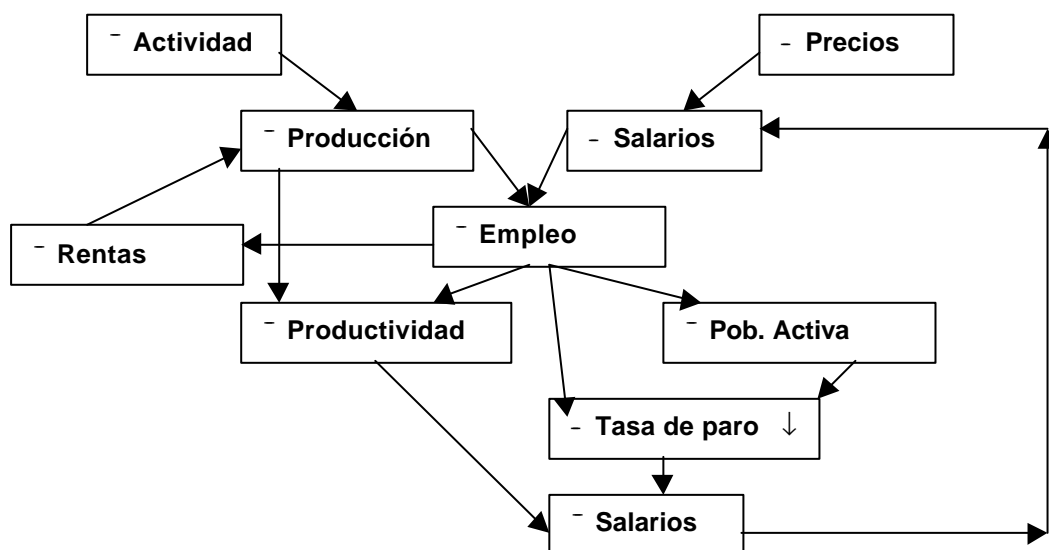 - Actividad
- Precios
- Producción
- Salarios
- Empleo
- Rentas
- Productividad
- Pob. Activa
- Tasa de paro ↓
- Salarios